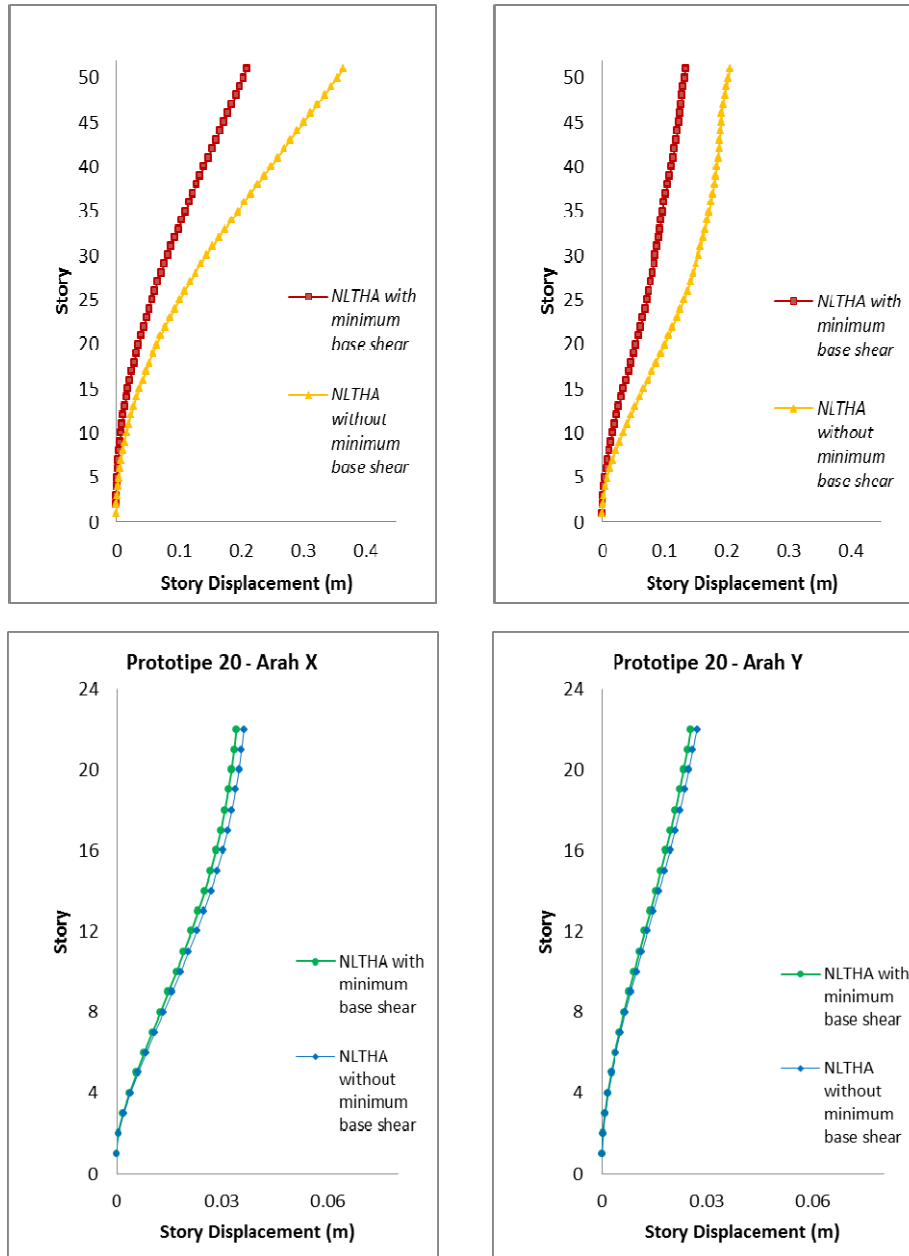 50
45
40
35
30
25
20
15
10
5
0
Story
NLTHA with
minimum
base shear
NLTHA
without
minimum
base shear
0 0.1 0.2 0.3 0.4
Story Displacement (m)
50
45
40
35
30
25
20
15
10
5
0
Story
NLTHA with
minimum
base shear
NLTHA
without
minimum
base shear
0 0.1 0.2 0.3 0.4
Story Displacement (m)
Prototipe 20 - Arah X
24
20
16
12
8
4
0
Story
NLTHA with
minimum
base shear
NLTHA
without
minimum
base shear
0 0.03 0.06
Story Displacement (m)
Prototipe 20 - Arah Y
24
20
16
12
8
4
0
Story
NLTHA with
minimum
base shear
NLTHA
without
minimum
base shear
0 0.03 0.06
Story Displacement (m)